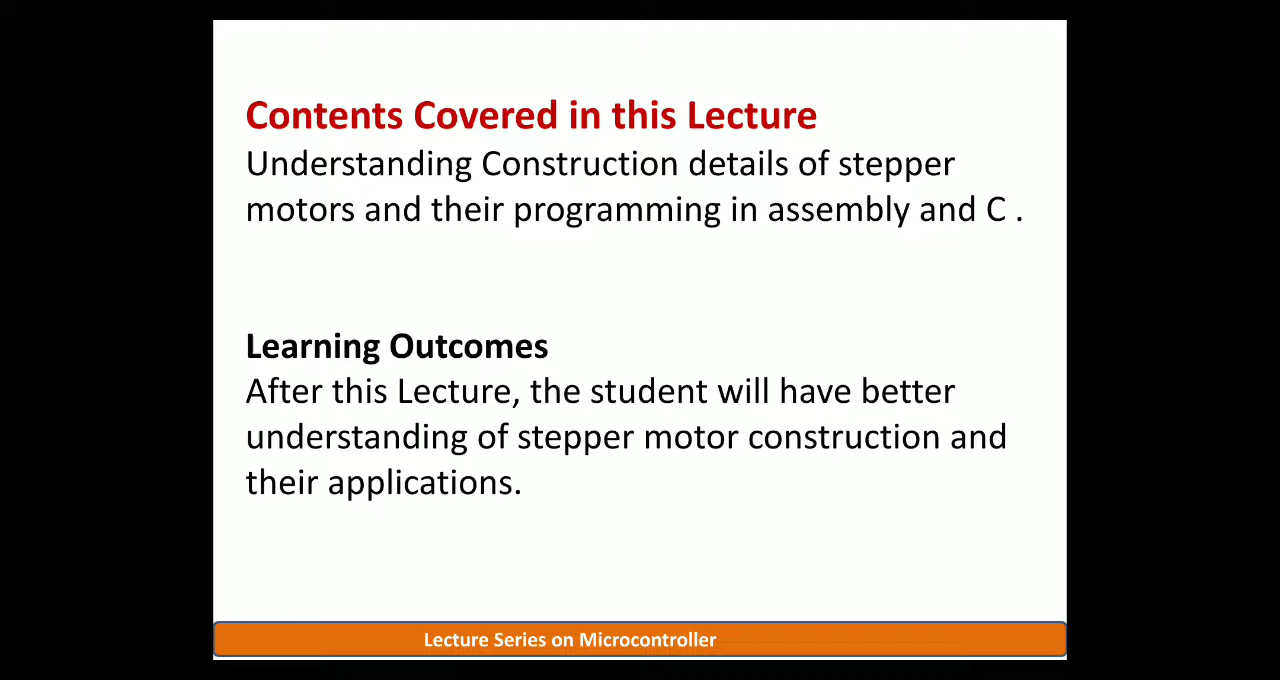 Contents Covered in this Lecture
Understanding Construction details of stepper
motors and their programming in assembly and C .
Learning Outcomes
After this Lecture, the student will have better
understanding of stepper motor construction and
their applications.
Lecture Series on Microcontroller